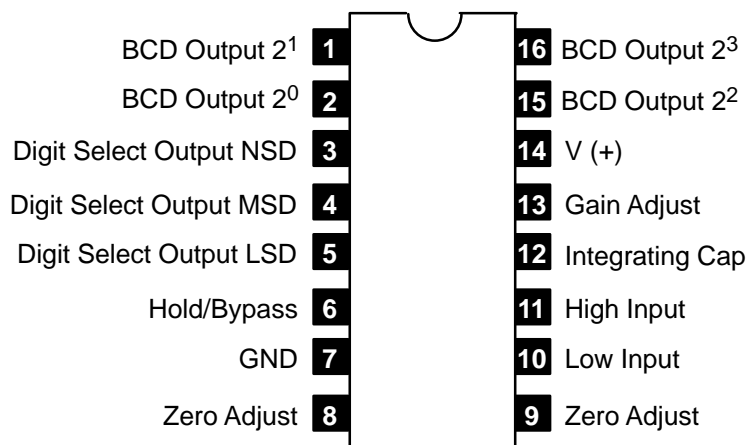 BCD Output 2¹ 1 16 BCD Output 2³
BCD Output 2⁰ 2 15 BCD Output 2²
Digit Select Output NSD 3 14 V (+)
Digit Select Output MSD 4 13 Gain Adjust
Digit Select Output LSD 5 12 Integrating Cap
Hold/Bypass 6 11 High Input
GND 7 10 Low Input
Zero Adjust 8 9 Zero Adjust